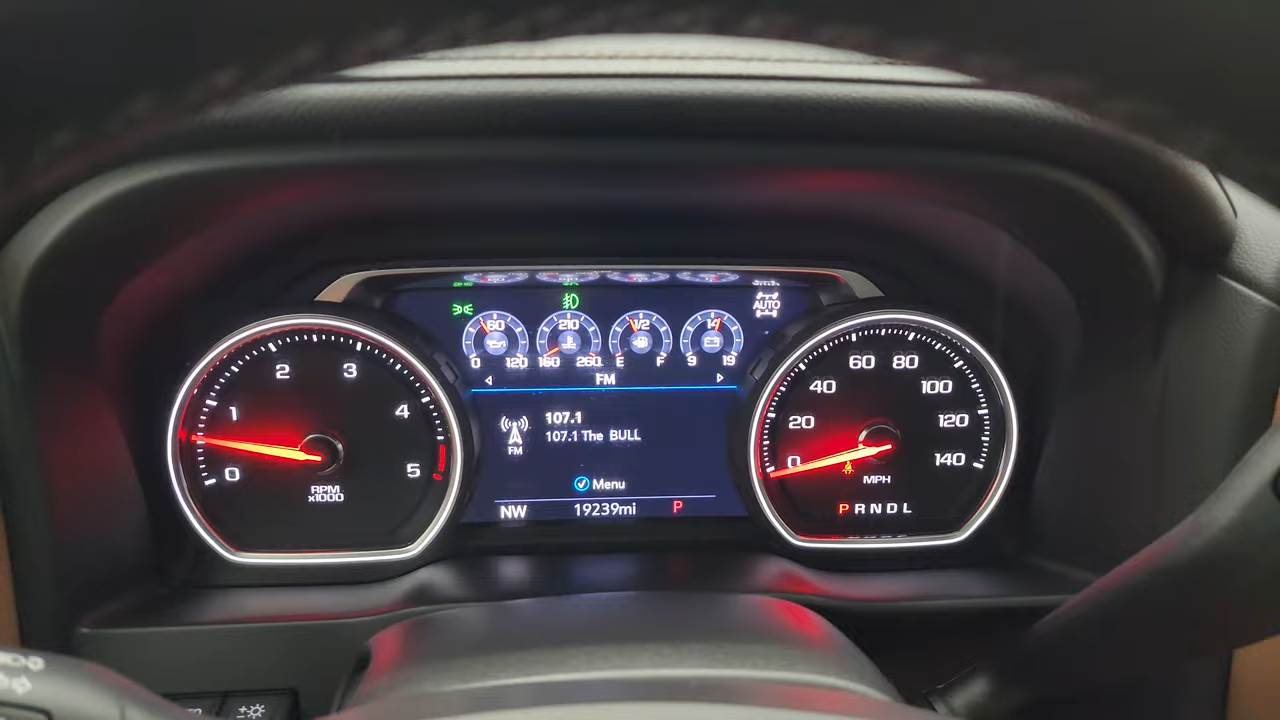 1 2 3 4
0 5
RPM
x1000
AUTO
60 210 1/2 14
0 120 160 260 E F 9 19
FM
107.1
107.1 The BULL
FM
Menu
NW 19239mi P
0 20 40 60 80 100 120 140
MPH
PRNDL